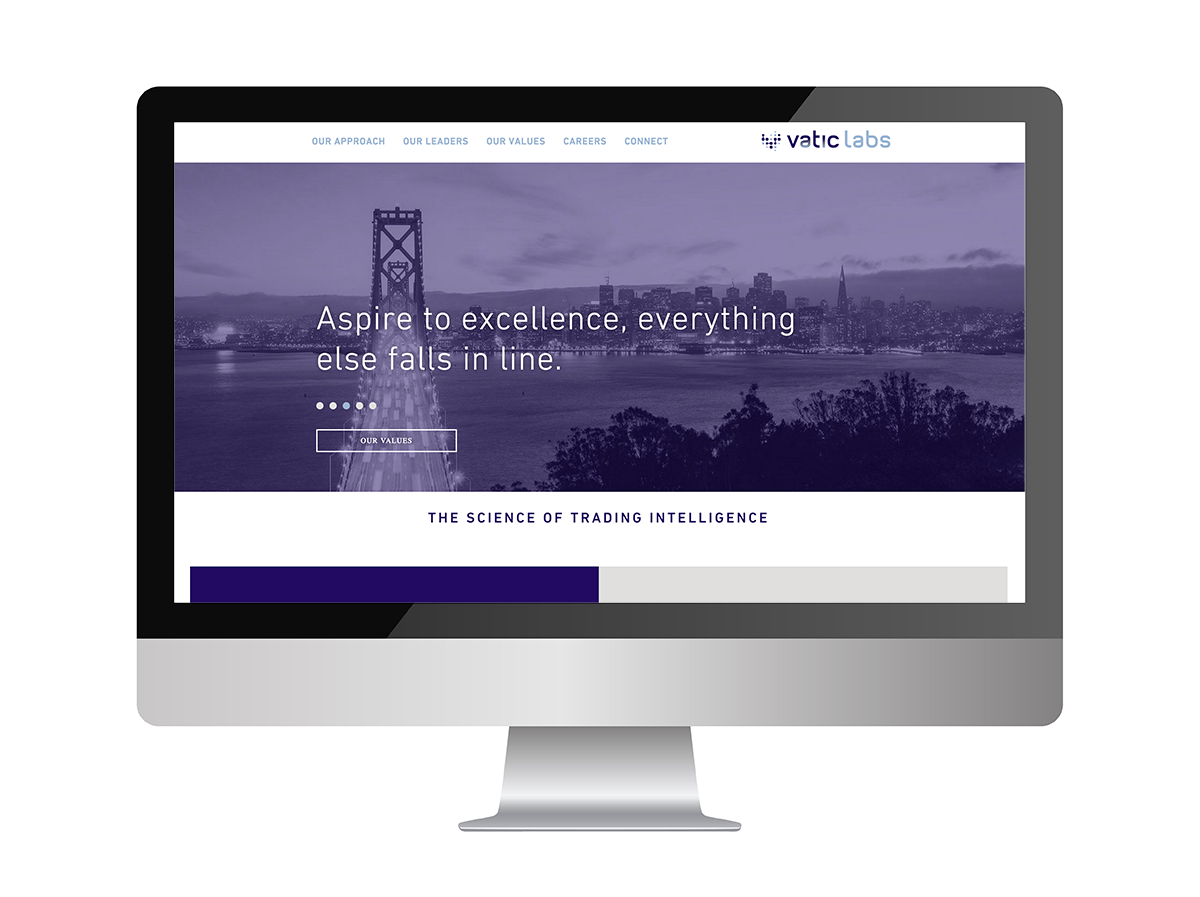 OUR APPROACH OUR LEADERS OUR VALUES CAREERS CONNECT vatic labs
Aspire to excellence, everything
else falls in line.
OUR VALUES
THE SCIENCE OF TRADING INTELLIGENCE